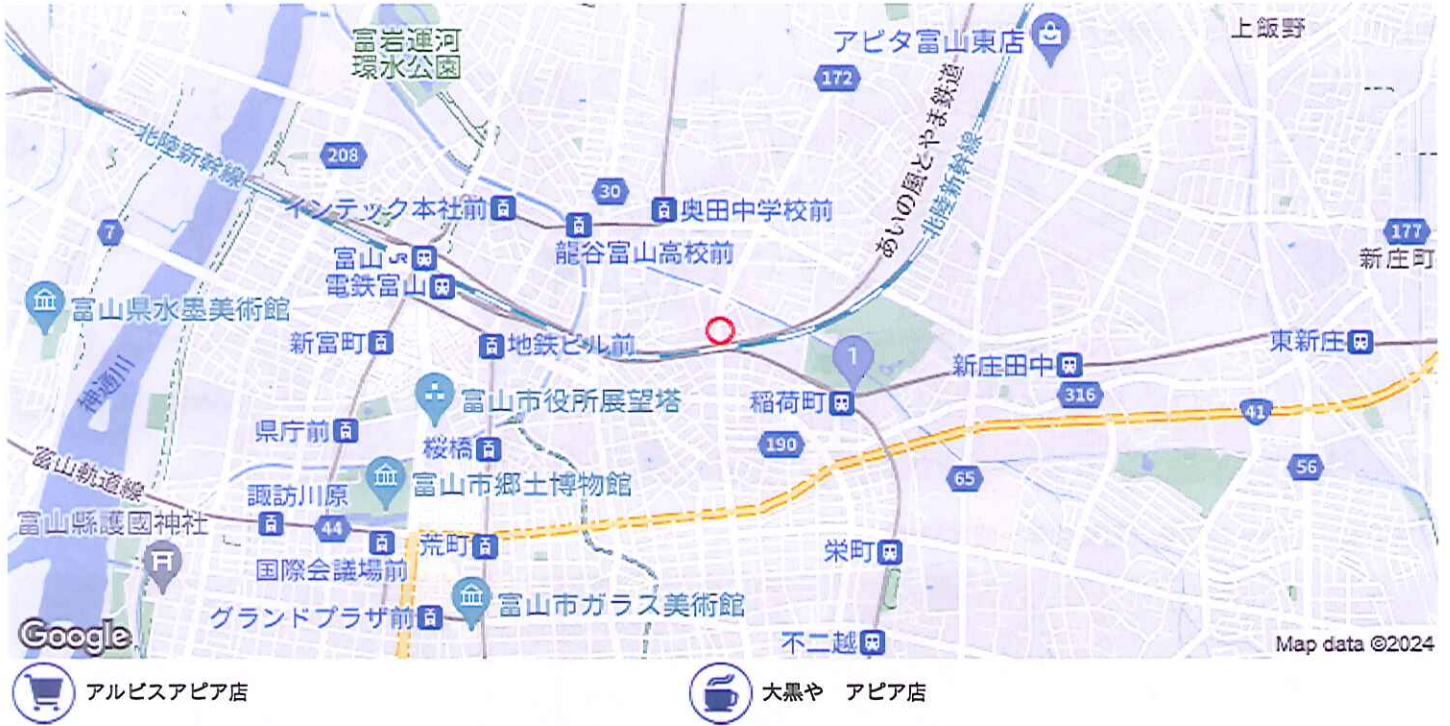 富岩運河
環水公園
アピタ富山東店
上飯野
172
あいの風とやま鉄道
北陸新幹線
北陸新幹線
208
30
インテック本社前
奥田中学校前
龍谷富山高校前
7
177
新庄町
富山JR
電鉄富山
富山県水墨美術館
新富町
地鉄ビル前
1
東新庄
新庄田中
神通川
富山市役所展望塔
稲荷町
316
41
県庁前
桜橋
190
富山軌道線
65
56
富山市郷土博物館
諏訪川原
44
富山縣護國神社
荒町
国際会議場前
栄町
グランドプラザ前
富山市ガラス美術館
不二越
Google
Map data ©2024
アルビスアピア店
大黒や アピア店